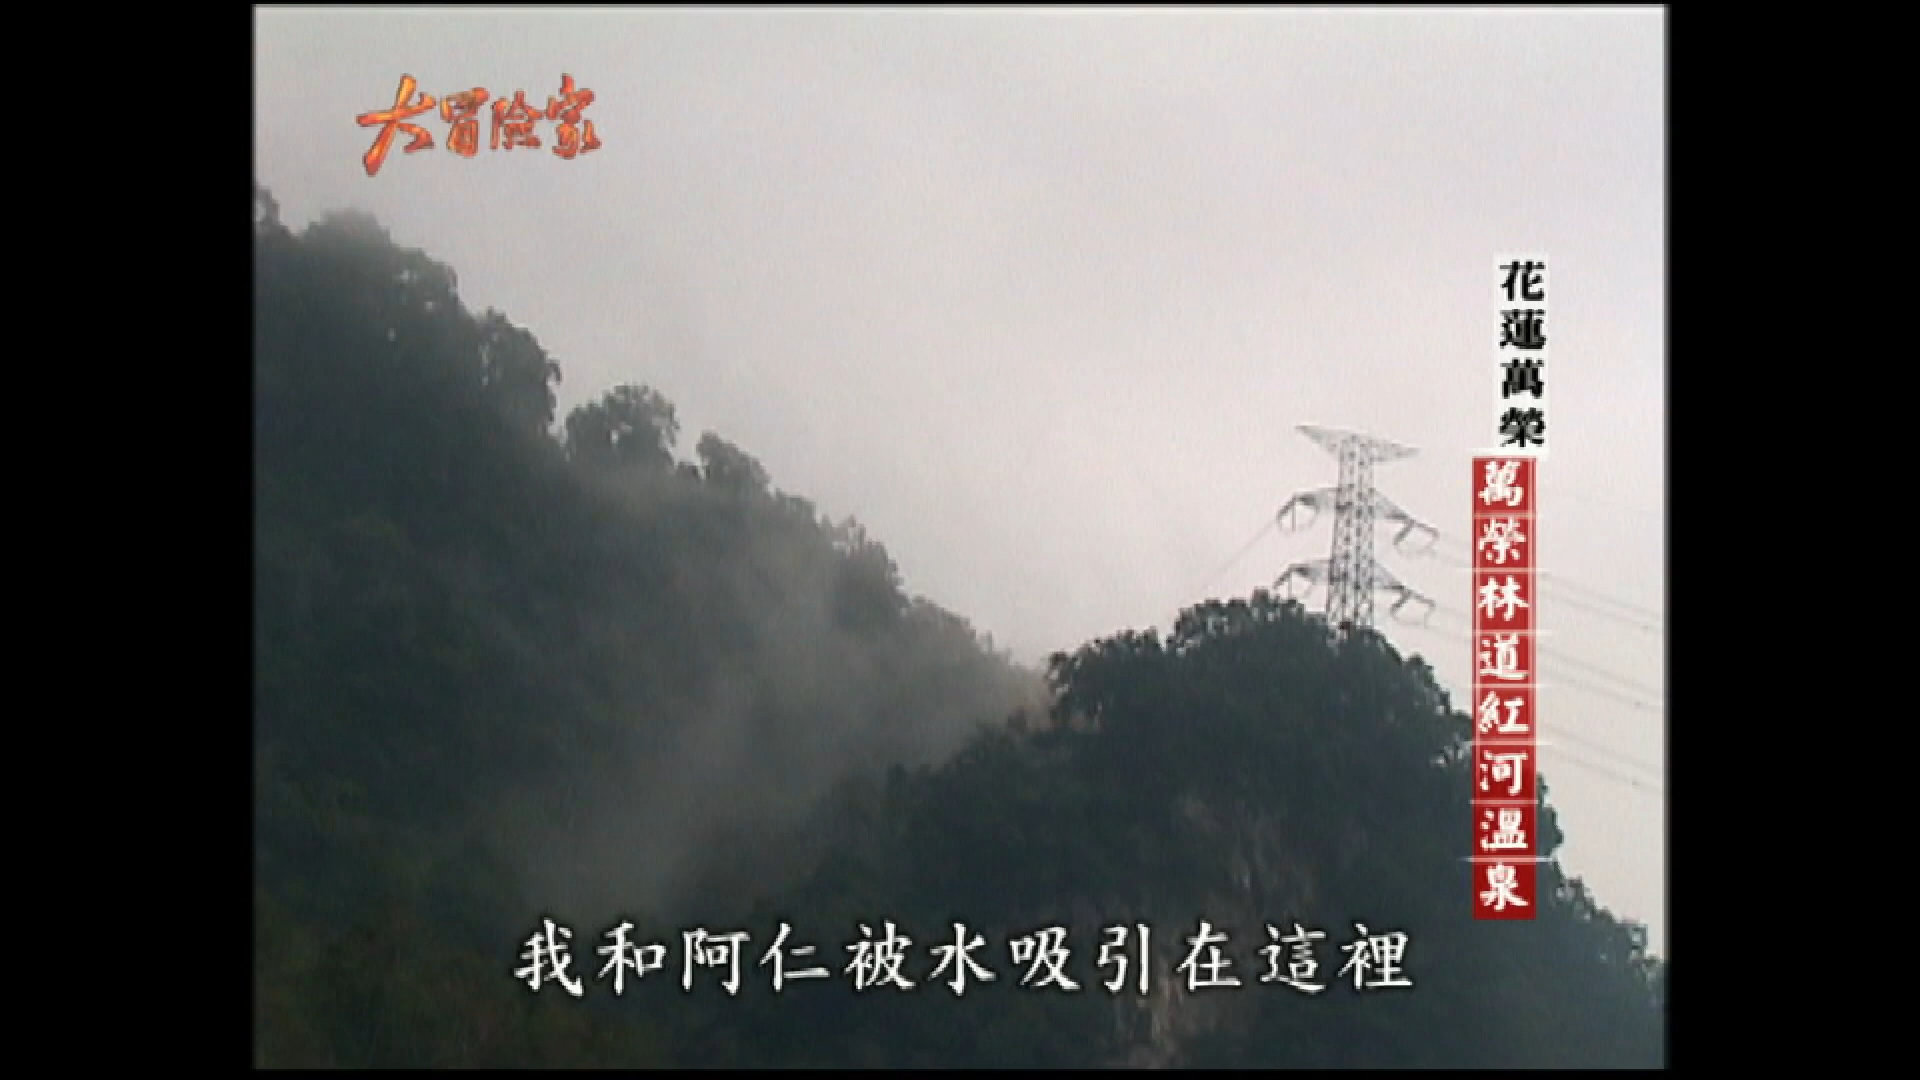 大冒險家
花蓮萬榮
萬榮林道紅河溫泉
我和阿仁被水吸引在這裡